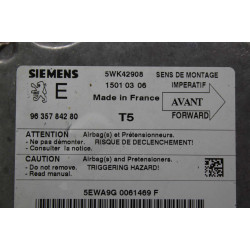 SIEMENS 5WK42908 SENS DE MONTAGE
E 1501 03 06 IMPERATIF
Made in France AVANT
96 357 842 80 T5 FORWARD
ATTENTION Airbag(s) et Prétensionneurs.
- Ne pas démonter. RISQUE DE DECLENCHEMENT!
- Consulter la notice.
CAUTION Airbag(s) and Pretensioners.
- Do not remove. TRIGGERING HAZARD!
- Read manual.
5EWA9G 0061469 F